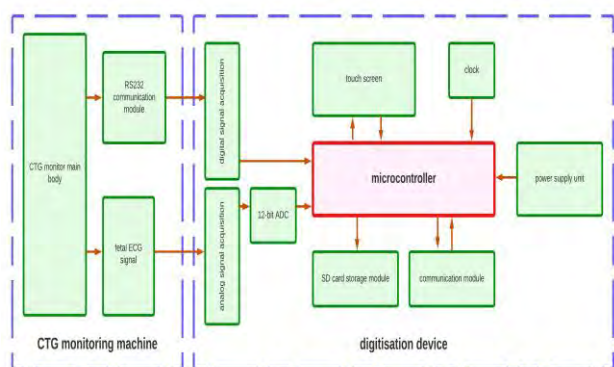 CTG monitor main
body
RS232
communication
module
fetal ECG
signal
CTG monitoring machine
digital signal acquisition
analog signal acquisition
12-bit ADC
touch screen
clock
microcontroller
power supply unit
SD card storage module
communication module
digitisation device